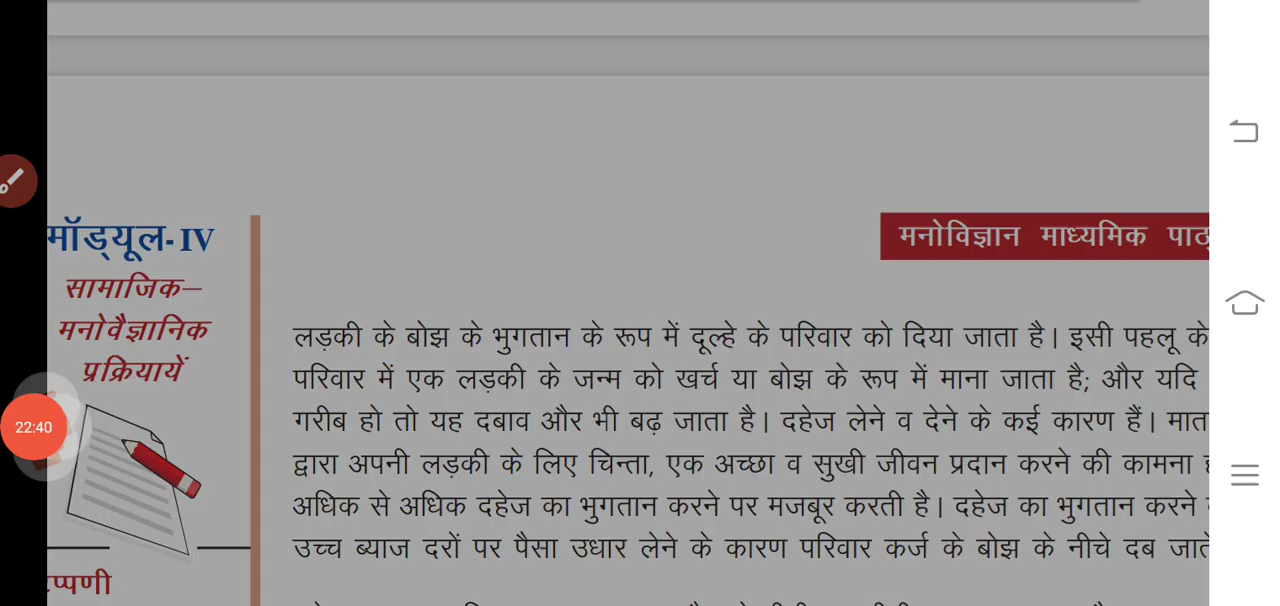 मॉड्यूल-IV
सामाजिक–
मनोवैज्ञानिक
प्रक्रियायें
22:40
मनोविज्ञान माध्यमिक
लड़की के बोझ के भुगतान के रूप में दूल्हे के परिवार को दिया जाता है। इसी पहलू के
परिवार में एक लड़की के जन्म को खर्च या बोझ के रूप में माना जाता है; और यदि
गरीब हो तो यह दबाव और भी बढ़ जाता है। दहेज लेने व देने के कई कारण हैं।
द्वारा अपनी लड़की के लिए चिन्ता, एक अच्छा व सुखी जीवन प्रदान करने की कामना
अधिक से अधिक दहेज का भुगतान करने पर मजबूर करती है। दहेज का भुगतान करने
उच्च ब्याज दरों पर पैसा उधार लेने के कारण परिवार कर्ज के बोझ के नीचे दब